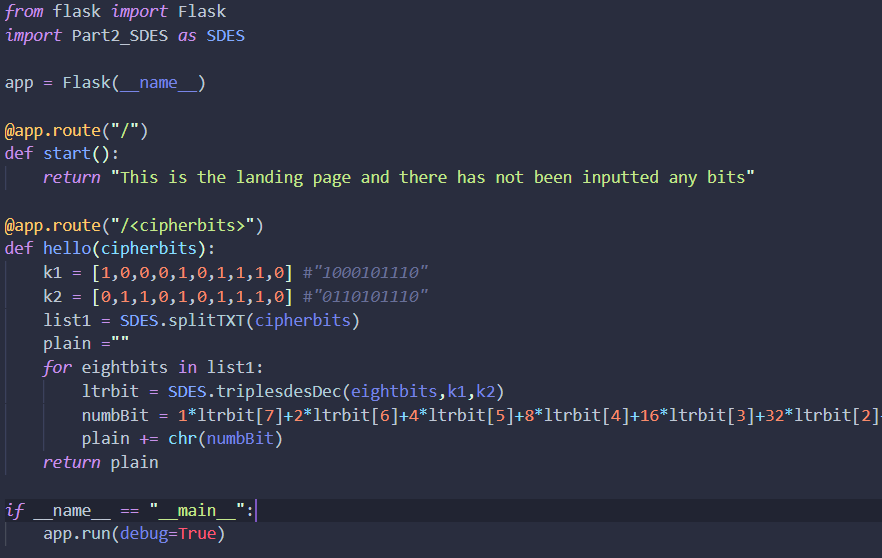 from flask import Flask
import Part2_SDES as SDES
app = Flask(__name__)
@app.route("/")
def start():
return "This is the landing page and there has not been inputted any bits"
@app.route("/<cipherbits>")
def hello(cipherbits):
k1 = [1,0,0,0,1,0,1,1,1,0] #"1000101110"
k2 = [0,1,1,0,1,0,1,1,1,0] #"0110101110"
list1 = SDES.splitTXT(cipherbits)
plain =""
for eightbits in list1:
ltrbit = SDES.triplesdesDec(eightbits,k1,k2)
numbBit = 1*ltrbit[7]+2*ltrbit[6]+4*ltrbit[5]+8*ltrbit[4]+16*ltrbit[3]+32*ltrbit[2]
plain += chr(numbBit)
return plain
if __name__ == "__main__":
app.run(debug=True)